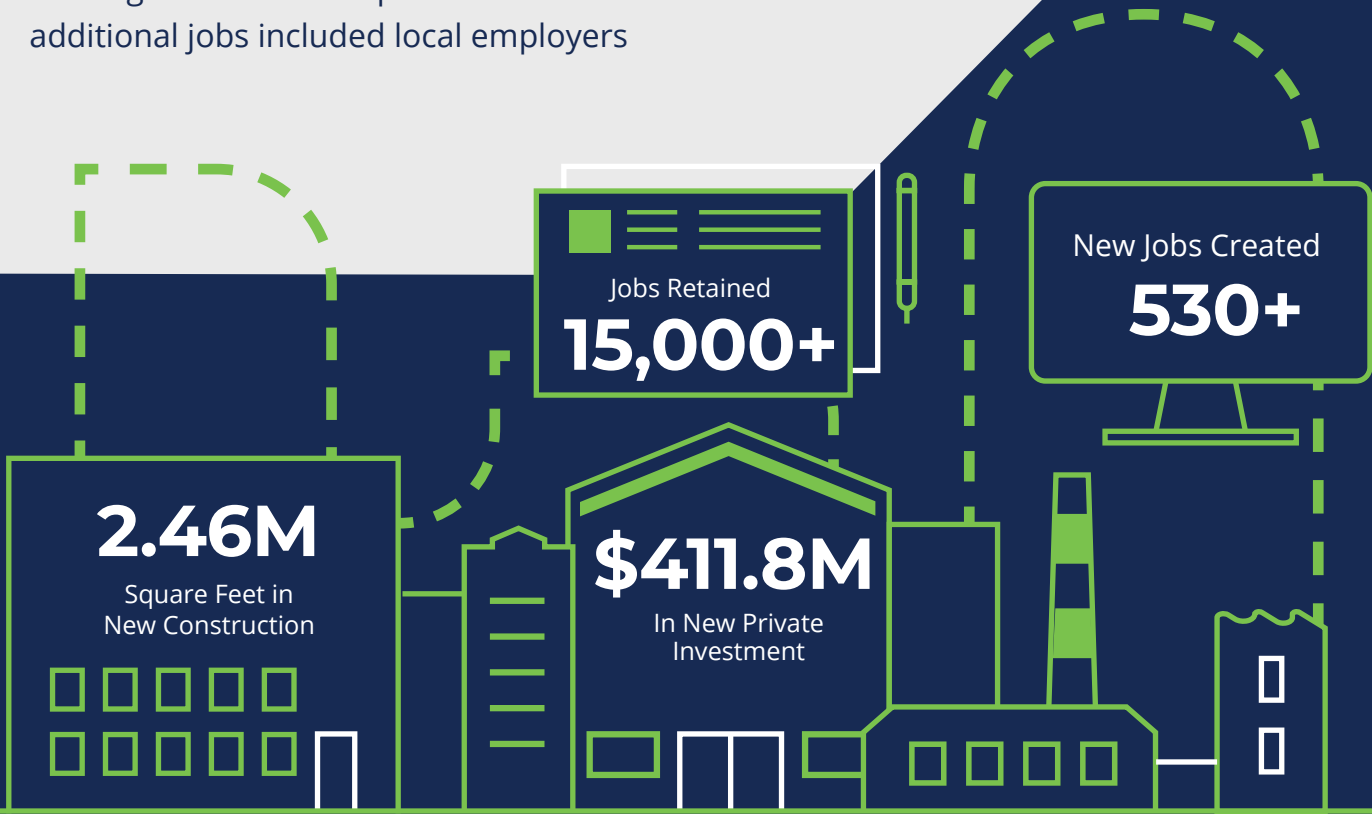 additional jobs included local employers
Jobs Retained
15,000+
New Jobs Created
530+
2.46M
Square Feet in
New Construction
$411.8M
In New Private
Investment